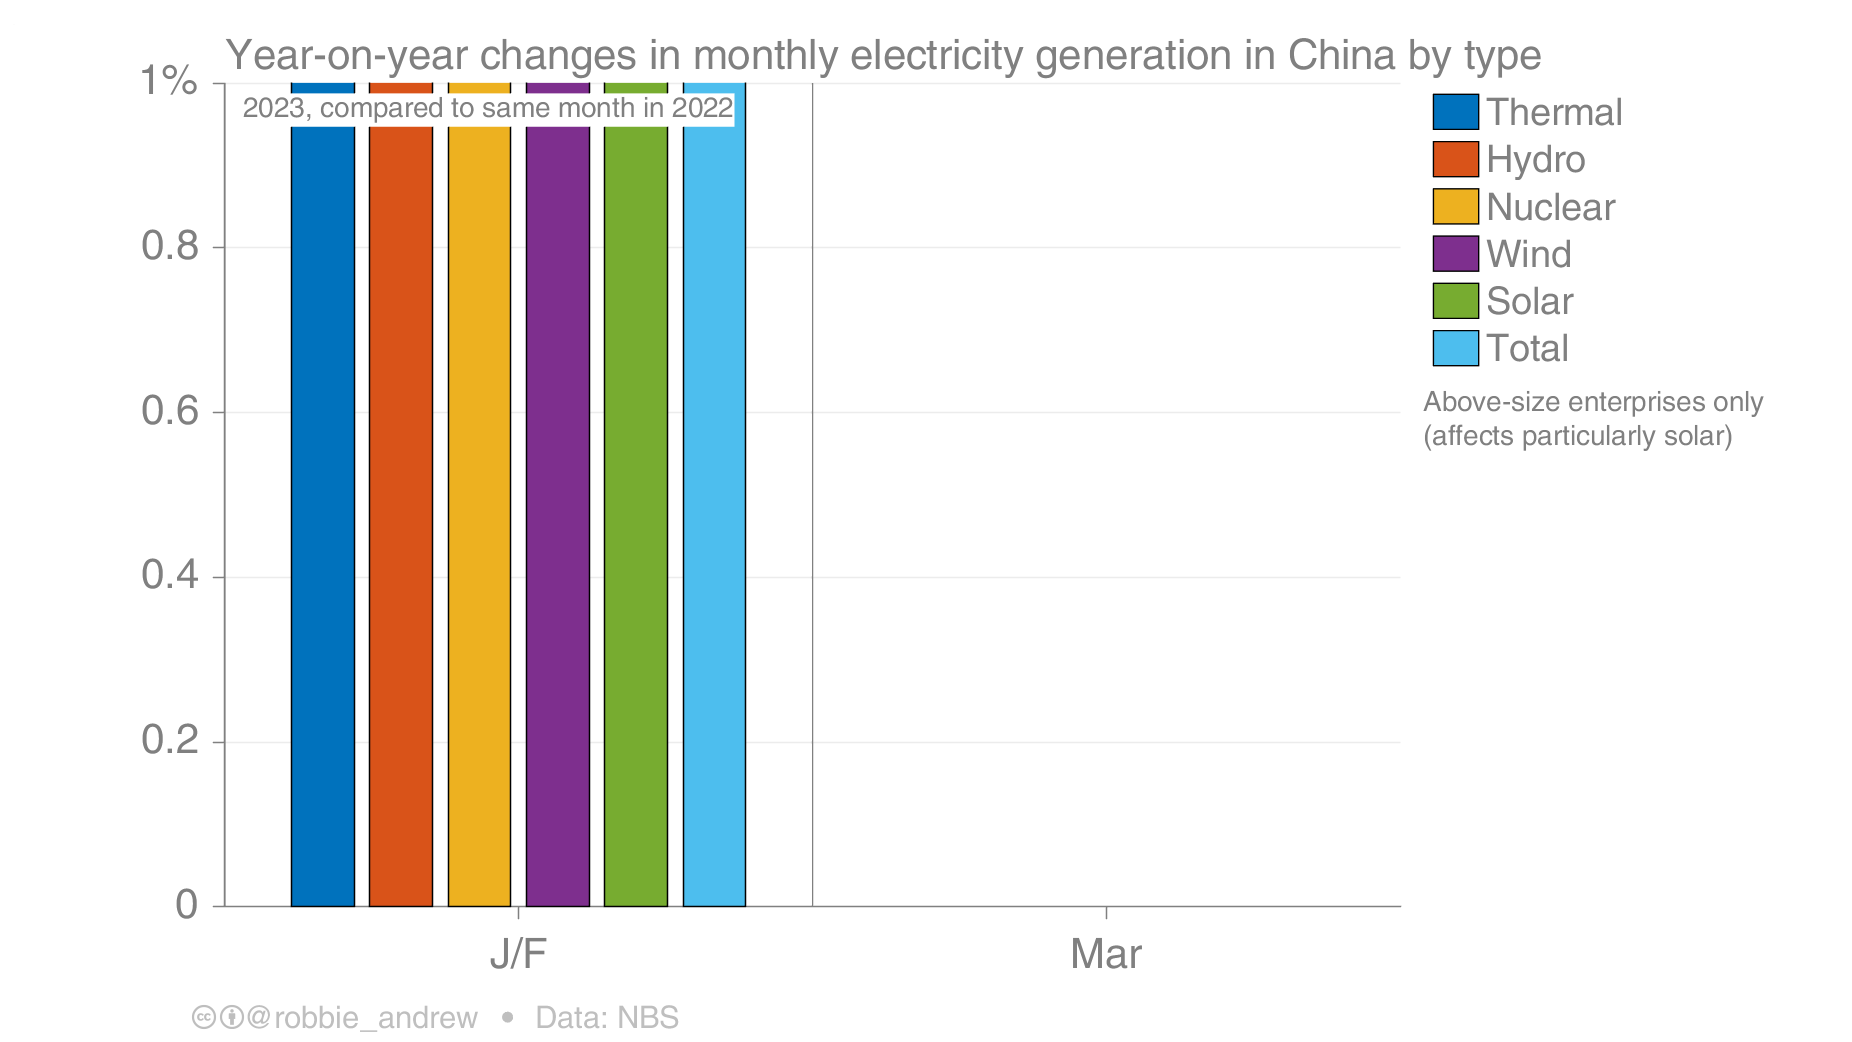 Year-on-year changes in monthly electricity generation in China by type
1%
2023, compared to same month in 2022
0.8
0.6
0.4
0.2
0
J/F
Mar
Thermal
Hydro
Nuclear
Wind
Solar
Total
Above-size enterprises only
(affects particularly solar)
cc @robbie_andrew • Data: NBS